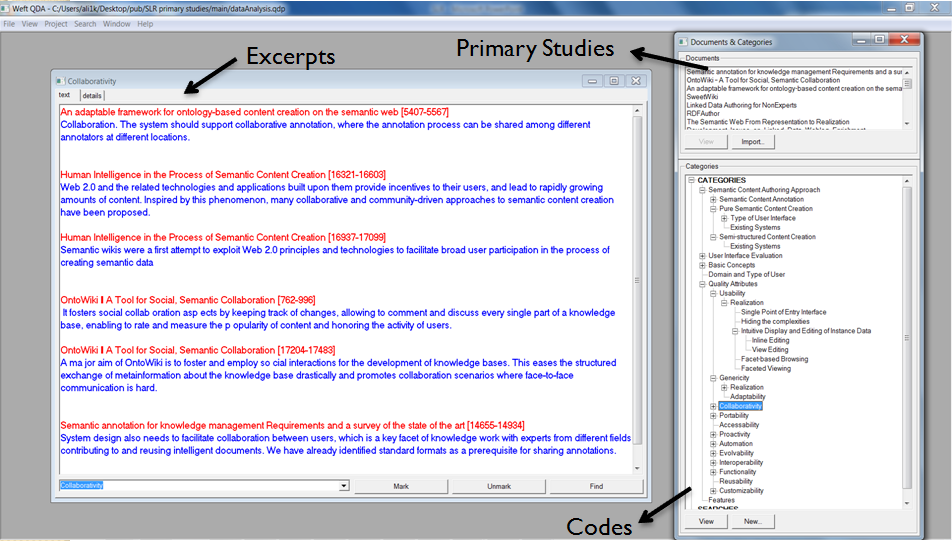 Weft QDA - C:/Users/ali1k/Desktop/pub/SLR primary studies/main/dataAnalysis.qdp
File View Project Search Window Help
Excerpts
Primary Studies
Collaborativity
text details
An adaptable framework for ontology-based content creation on the semantic web [5407-5567]
Collaboration. The system should support collaborative annotation, where the annotation process can be shared among different
annotators at different locations.
Human Intelligence in the Process of Semantic Content Creation [16321-16603]
Web 2.0 and the related technologies and applications built upon them provide incentives to their users, and lead to rapidly growing
amounts of content. Inspired by this phenomenon, many collaborative and community-driven approaches to semantic content creation
have been proposed.
Human Intelligence in the Process of Semantic Content Creation [16937-17099]
Semantic wikis were a first attempt to exploit Web 2.0 principles and technologies to facilitate broad user participation in the process of
creating semantic data
OntoWiki A Tool for Social, Semantic Collaboration [762-996]
It fosters social collab oration asp ects by keeping track of changes, allowing to comment and discuss every single part of a knowledge
base, enabling to rate and measure the p opularity of content and honoring the activity of users.
OntoWiki A Tool for Social, Semantic Collaboration [17204-17483]
A ma jor aim of OntoWiki is to foster and employ so cial interactions for the development of knowledge bases. This eases the structured
exchange of metainformation about the knowledge base drastically and promotes collaboration scenarios where face-to-face
communication is hard.
Semantic annotation for knowledge management Requirements and a survey of the state of the art [14655-14934]
System design also needs to facilitate collaboration between users, which is a key facet of knowledge work with experts from different fields
contributing to and reusing intelligent documents. We have already identified standard formats as a prerequisite for sharing annotations.
Collaborativity
Mark
Unmark
Find
Documents & Categories
Documents
Semantic annotation for knowledge management Requirements and a sur
OntoWiki - A Tool for Social, Semantic Collaboration
An adaptable framework for ontology-based content creation on the sema
SweetWiki
Linked Data Authoring for NonExperts
RDFAuthor
The Semantic Web From Representation to Realization
Development Issues on Linked Data Weblog Enrichment
View
Import...
Categories
CATEGORIES
Semantic Content Authoring Approach
Semantic Content Annotation
Pure Semantic Content Creation
Type of User Interface
Existing Systems
Semi-structured Content Creation
Existing Systems
User Interface Evaluation
Basic Concepts
Domain and Type of User
Quality Attributes
Usability
Realization
Single Point of Entry Interface
Hiding the complexities
Intuitive Display and Editing of Instance Data
Inline Editing
View Editing
Facet-based Browsing
Faceted Viewing
Genericity
Realization
Adaptability
Collaborativity
Portability
Accessability
Proactivity
Automation
Evolvability
Interoperability
Functionality
Reusability
Customizability
Features
SEARCHES
View
New...
Codes